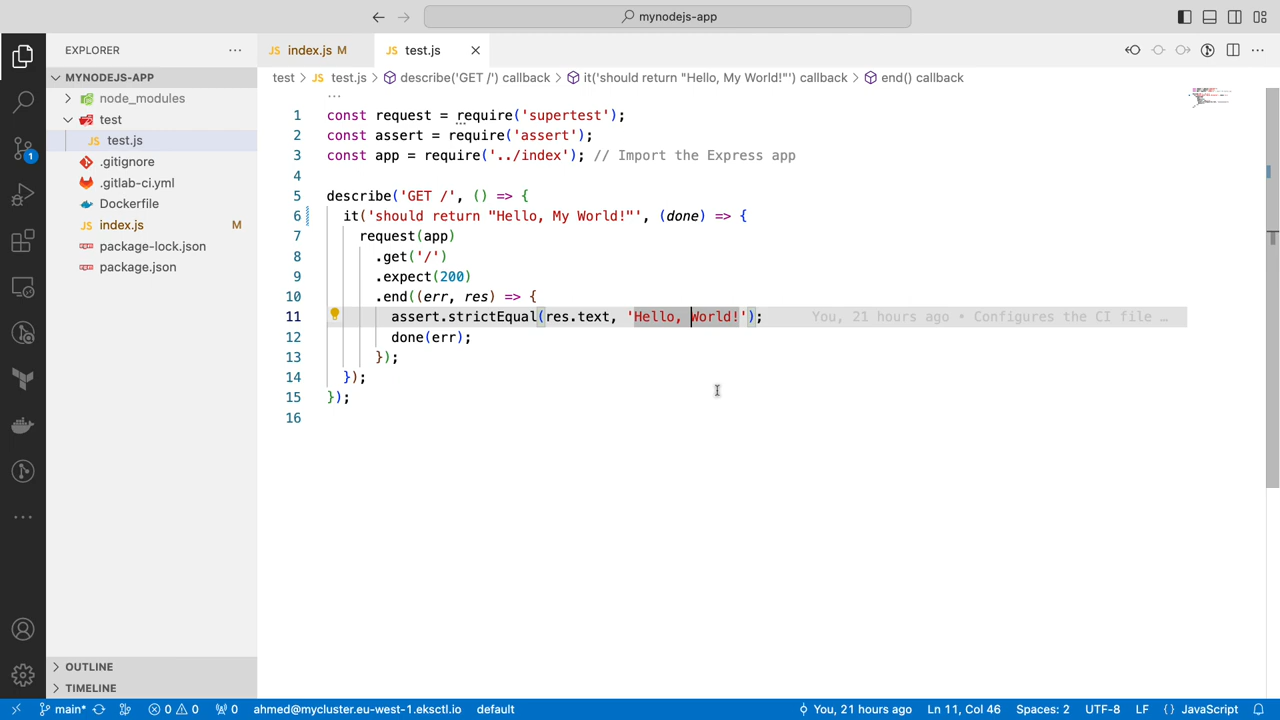 mynodejs-app
EXPLORER
JS index.js M
JS test.js
MYNODEJS-APP
test > JS test.js > describe('GET /') callback > it('should return "Hello, My World!"') callback > end() callback
node_modules
test
JS test.js
.gitignore
.gitlab-ci.yml
Dockerfile
JS index.js M
package-lock.json
package.json
1 const request = require('supertest');
2 const assert = require('assert');
3 const app = require('../index'); // Import the Express app
4
5 describe('GET /', () => {
6 it('should return "Hello, My World!"', (done) => {
7 request(app)
8 .get('/')
9 .expect(200)
10 .end((err, res) => {
11 assert.strictEqual(res.text, 'Hello, World!'); You, 21 hours ago • Configures the CI file …
12 done(err);
13 });
14 });
15 });
16
1
OUTLINE
TIMELINE
main* 0 0 0 ahmed@mycluster.eu-west-1.eksctl.io default You, 21 hours ago Ln 11, Col 46 Spaces: 2 UTF-8 LF {} JavaScript